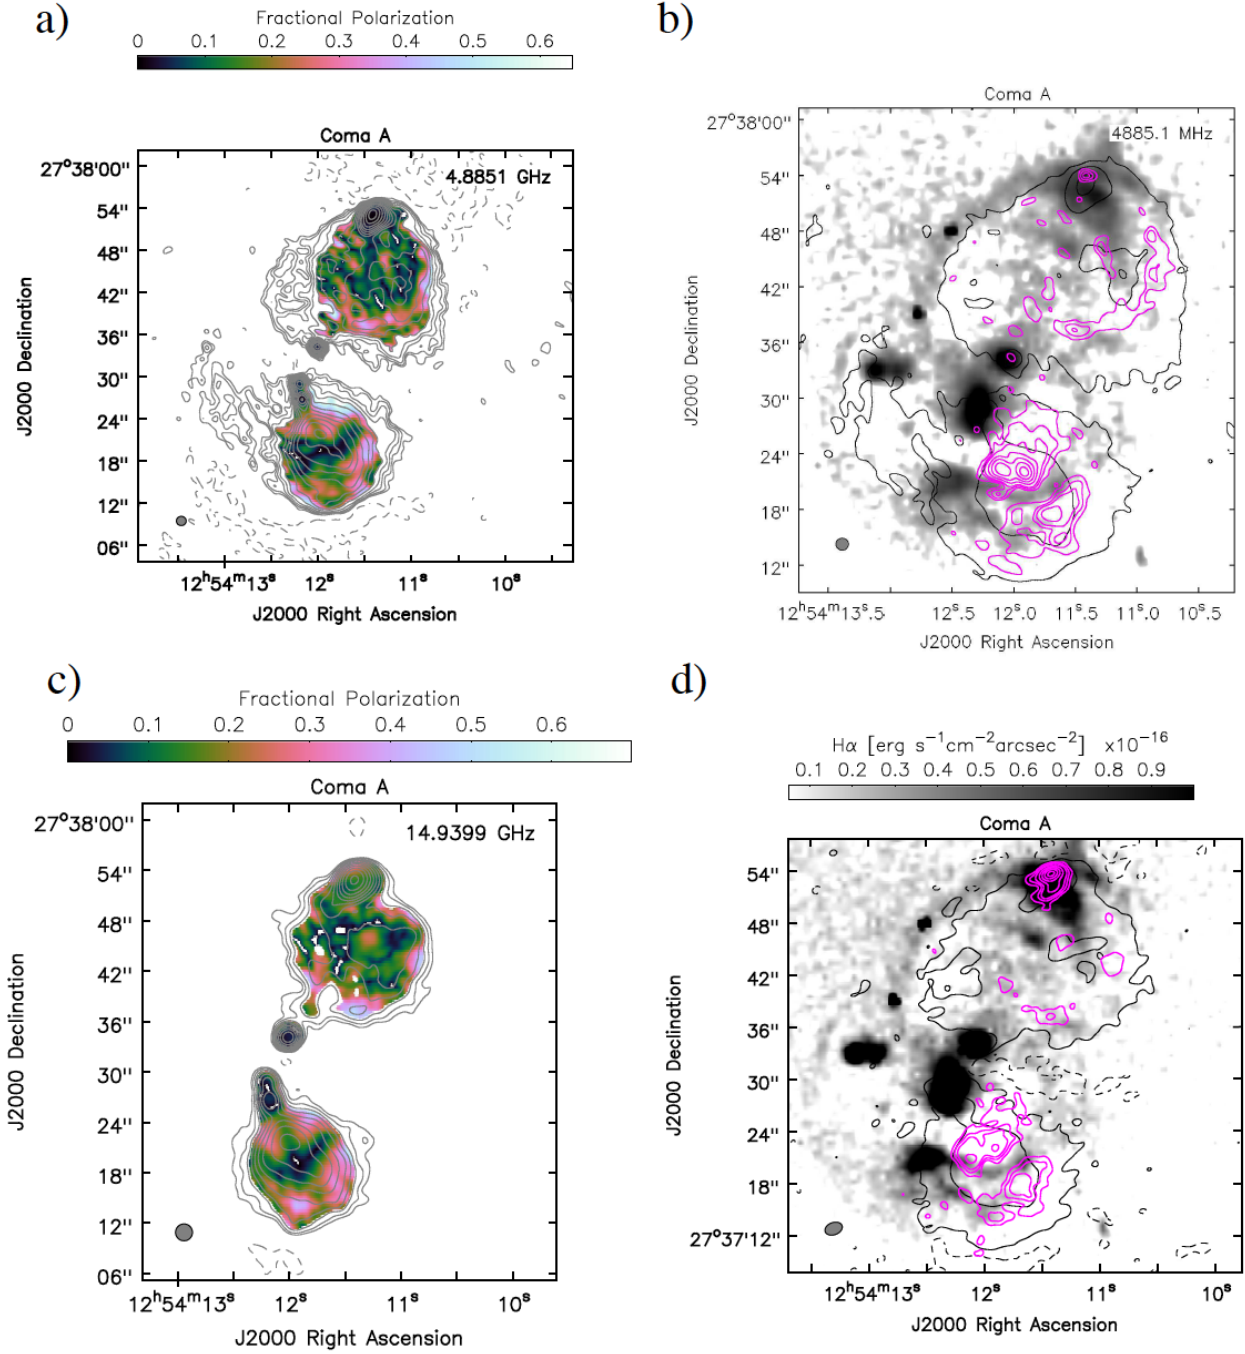 a)
Fractional Polarization
0 0.1 0.2 0.3 0.4 0.5 0.6
Coma A
4.8851 GHz
27°38'00"
54"
48"
42"
36"
30"
24"
18"
12"
06"
J2000 Declination
12ʰ54ᵐ13ˢ 12ˢ 11ˢ 10ˢ
J2000 Right Ascension
b)
Coma A
4885.1 MHz
27°38'00"
54"
48"
42"
36"
30"
24"
18"
12"
J2000 Declination
12ʰ54ᵐ13ˢ.5 12ˢ.5 12ˢ.0 11ˢ.5 11ˢ.0 10ˢ.5
J2000 Right Ascension
c)
Fractional Polarization
0 0.1 0.2 0.3 0.4 0.5 0.6
Coma A
14.9399 GHz
27°38'00"
54"
48"
42"
36"
30"
24"
18"
12"
06"
J2000 Declination
12ʰ54ᵐ13ˢ 12ˢ 11ˢ 10ˢ
J2000 Right Ascension
d)
Hα [erg s⁻¹cm⁻²arcsec⁻²] x10⁻¹⁶
0.1 0.2 0.3 0.4 0.5 0.6 0.7 0.8 0.9
Coma A
54"
48"
42"
36"
30"
24"
18"
27°37'12"
J2000 Declination
12ʰ54ᵐ13ˢ 12ˢ 11ˢ 10ˢ
J2000 Right Ascension